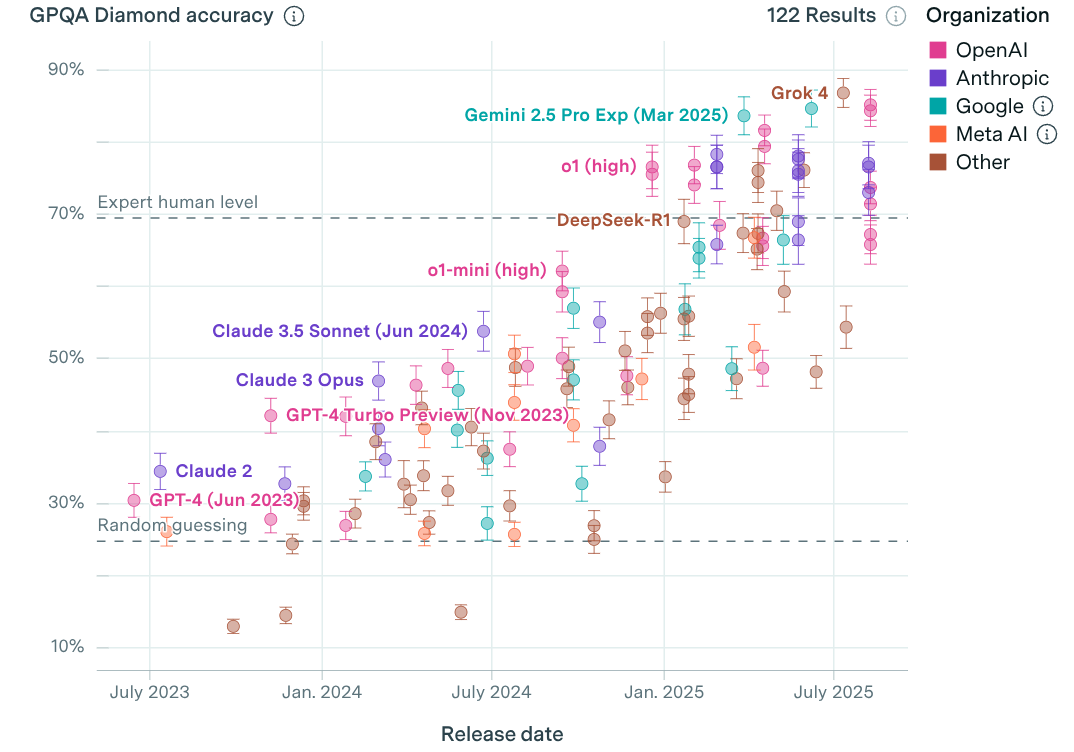 GPQA Diamond accuracy
122 Results
Organization
OpenAI
Anthropic
Google
Meta AI
Other
90%
70%
50%
30%
10%
Grok 4
Gemini 2.5 Pro Exp (Mar 2025)
o1 (high)
Expert human level
DeepSeek-R1
o1-mini (high)
Claude 3.5 Sonnet (Jun 2024)
Claude 3 Opus
GPT-4 Turbo Preview (Nov 2023)
Claude 2
GPT-4 (Jun 2023)
Random guessing
July 2023
Jan. 2024
July 2024
Jan. 2025
July 2025
Release date